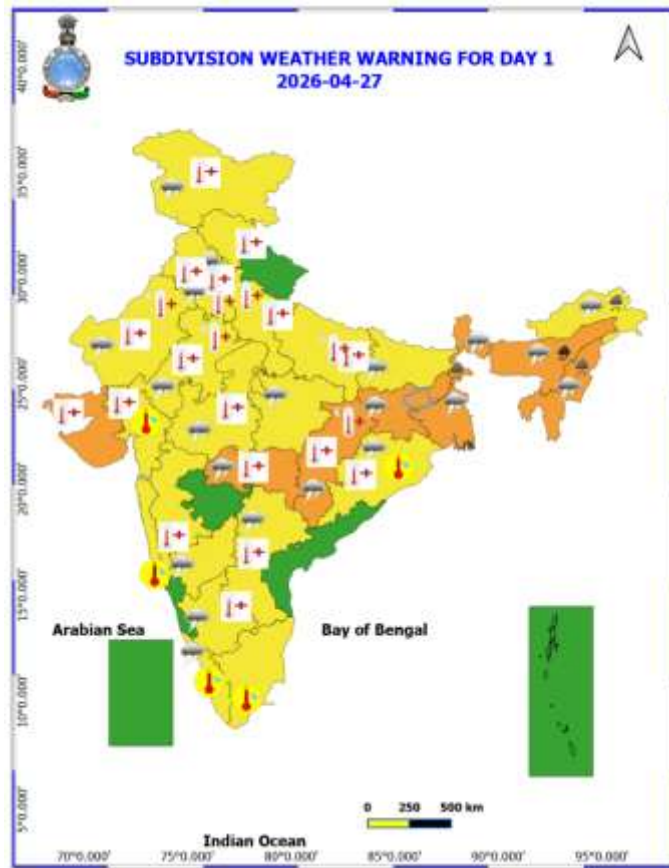 SUBDIVISION WEATHER WARNING FOR DAY 1
2026-04-27
40°0.000'
35°0.000'
30°0.000'
25°0.000'
20°0.000'
15°0.000'
10°0.000'
5°0.000'
Arabian Sea
Bay of Bengal
0 250 500 km
Indian Ocean
70°0.000' 75°0.000' 80°0.000' 85°0.000' 90°0.000' 95°0.000'